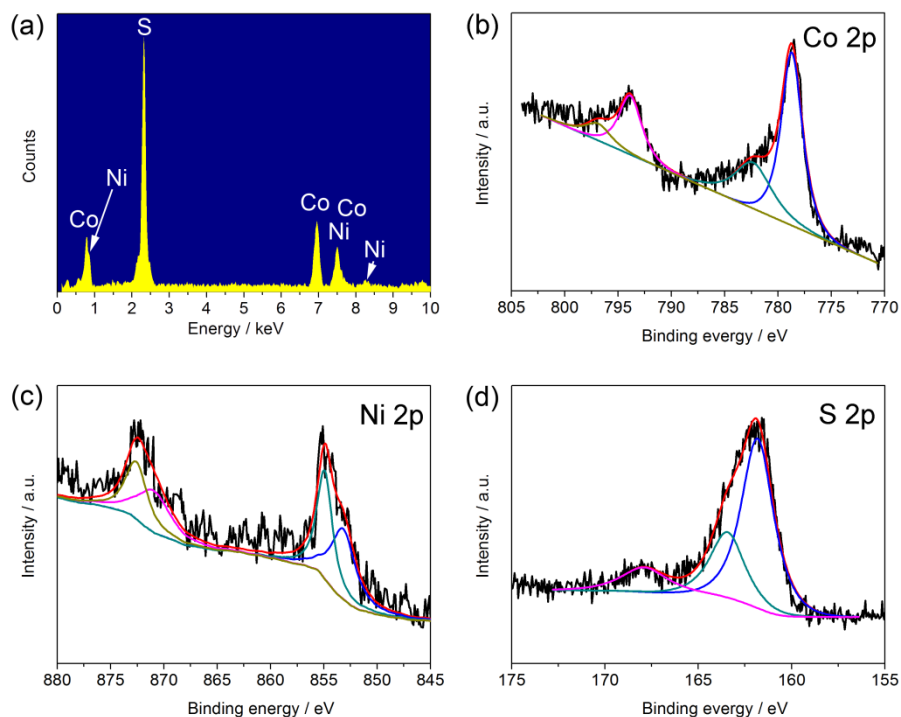 (a)
S
Ni
Co
Co
Co
Ni
Ni
Counts
0 1 2 3 4 5 6 7 8 9 10
Energy / keV
(b)
Co 2p
Intensity / a.u.
805 800 795 790 785 780 775 770
Binding evergy / eV
(c)
Ni 2p
Intensity / a.u.
880 875 870 865 860 855 850 845
Binding energy / eV
(d)
S 2p
Intensity / a.u.
175 170 165 160 155
Binding evergy / eV